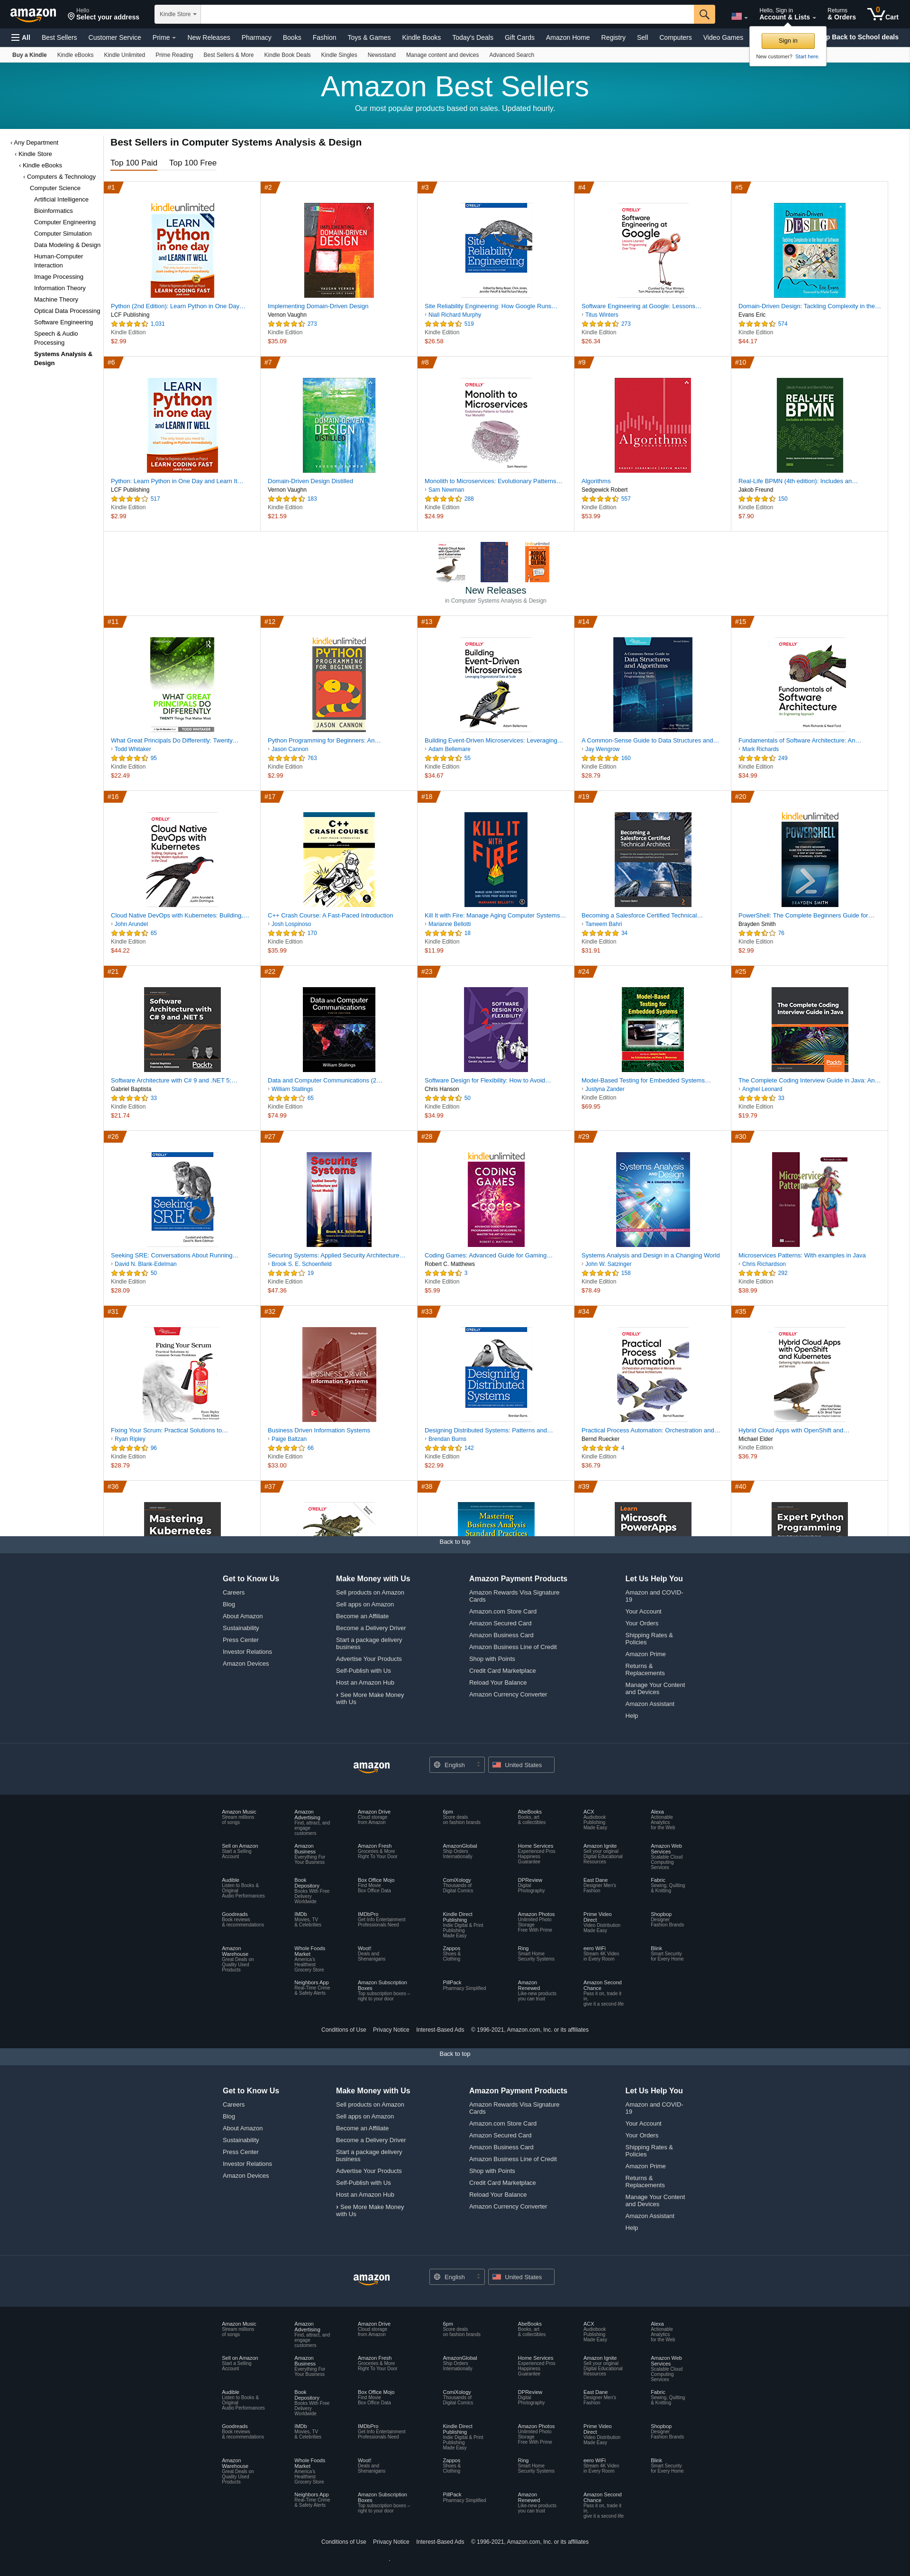 amazon
Hello
Select your address
Kindle Store
Hello, Sign in
Account & Lists
Returns
& Orders
0
Cart
All
Best Sellers
Customer Service
Prime
New Releases
Pharmacy
Books
Fashion
Toys & Games
Kindle Books
Today's Deals
Gift Cards
Amazon Home
Registry
Sell
Computers
Video Games
Back to School deals
Sign in
New customer? Start here.
Buy a Kindle
Kindle eBooks
Kindle Unlimited
Prime Reading
Best Sellers & More
Kindle Book Deals
Kindle Singles
Newsstand
Manage content and devices
Advanced Search
Amazon Best Sellers
Our most popular products based on sales. Updated hourly.
‹ Any Department
‹ Kindle Store
‹ Kindle eBooks
‹ Computers & Technology
Computer Science
Artificial Intelligence
Bioinformatics
Computer Engineering
Computer Simulation
Data Modeling & Design
Human-Computer
Interaction
Image Processing
Information Theory
Machine Theory
Optical Data Processing
Software Engineering
Speech & Audio
Processing
Systems Analysis &
Design
Best Sellers in Computer Systems Analysis & Design
Top 100 Paid
Top 100 Free
#1
Python (2nd Edition): Learn Python in One Day…
LCF Publishing
1,031
Kindle Edition
$2.99
#2
Implementing Domain-Driven Design
Vernon Vaughn
273
Kindle Edition
$35.09
#3
Site Reliability Engineering: How Google Runs…
› Niall Richard Murphy
519
Kindle Edition
$26.58
#4
Software Engineering at Google: Lessons…
› Titus Winters
273
Kindle Edition
$26.34
#5
Domain-Driven Design: Tackling Complexity in the…
Evans Eric
574
Kindle Edition
$44.17
#6
Python: Learn Python in One Day and Learn It…
LCF Publishing
517
Kindle Edition
$2.99
#7
Domain-Driven Design Distilled
Vernon Vaughn
183
Kindle Edition
$21.59
#8
Monolith to Microservices: Evolutionary Patterns…
› Sam Newman
288
Kindle Edition
$24.99
#9
Algorithms
Sedgewick Robert
557
Kindle Edition
$53.99
#10
Real-Life BPMN (4th edition): Includes an…
Jakob Freund
150
Kindle Edition
$7.90
New Releases
in Computer Systems Analysis & Design
#11
What Great Principals Do Differently: Twenty…
› Todd Whitaker
95
Kindle Edition
$22.49
#12
Python Programming for Beginners: An…
› Jason Cannon
763
Kindle Edition
$2.99
#13
Building Event-Driven Microservices: Leveraging…
› Adam Bellemare
55
Kindle Edition
$34.67
#14
A Common-Sense Guide to Data Structures and…
› Jay Wengrow
160
Kindle Edition
$28.79
#15
Fundamentals of Software Architecture: An…
› Mark Richards
249
Kindle Edition
$34.99
#16
Cloud Native DevOps with Kubernetes: Building,…
› John Arundel
65
Kindle Edition
$44.22
#17
C++ Crash Course: A Fast-Paced Introduction
› Josh Lospinoso
170
Kindle Edition
$35.99
#18
Kill It with Fire: Manage Aging Computer Systems…
› Marianne Bellotti
18
Kindle Edition
$11.99
#19
Becoming a Salesforce Certified Technical…
› Tameem Bahri
34
Kindle Edition
$31.91
#20
PowerShell: The Complete Beginners Guide for…
Brayden Smith
76
Kindle Edition
$2.99
#21
Software Architecture with C# 9 and .NET 5:…
Gabriel Baptista
33
Kindle Edition
$21.74
#22
Data and Computer Communications (2…
› William Stallings
65
Kindle Edition
$74.99
#23
Software Design for Flexibility: How to Avoid…
Chris Hanson
50
Kindle Edition
$34.99
#24
Model-Based Testing for Embedded Systems…
› Justyna Zander
Kindle Edition
$69.95
#25
The Complete Coding Interview Guide in Java: An…
› Anghel Leonard
33
Kindle Edition
$19.79
#26
Seeking SRE: Conversations About Running…
› David N. Blank-Edelman
50
Kindle Edition
$28.09
#27
Securing Systems: Applied Security Architecture…
› Brook S. E. Schoenfield
19
Kindle Edition
$47.36
#28
Coding Games: Advanced Guide for Gaming…
Robert C. Matthews
3
Kindle Edition
$5.99
#29
Systems Analysis and Design in a Changing World
› John W. Satzinger
158
Kindle Edition
$78.49
#30
Microservices Patterns: With examples in Java
› Chris Richardson
292
Kindle Edition
$38.99
#31
Fixing Your Scrum: Practical Solutions to…
› Ryan Ripley
96
Kindle Edition
$28.79
#32
Business Driven Information Systems
› Paige Baltzan
66
Kindle Edition
$33.00
#33
Designing Distributed Systems: Patterns and…
› Brendan Burns
142
Kindle Edition
$22.99
#34
Practical Process Automation: Orchestration and…
Bernd Ruecker
4
Kindle Edition
$36.79
#35
Hybrid Cloud Apps with OpenShift and…
Michael Elder
Kindle Edition
$36.79
#36
Mastering
Kubernetes
#37
O'REILLY
#38
Mastering
Business Analysis
Standard Practices
#39
Learn
Microsoft
PowerApps
#40
Expert Python
Programming
Back to top
Get to Know Us
Careers
Blog
About Amazon
Sustainability
Press Center
Investor Relations
Amazon Devices
Make Money with Us
Sell products on Amazon
Sell apps on Amazon
Become an Affiliate
Become a Delivery Driver
Start a package delivery
business
Advertise Your Products
Self-Publish with Us
Host an Amazon Hub
› See More Make Money
with Us
Amazon Payment Products
Amazon Rewards Visa Signature
Cards
Amazon.com Store Card
Amazon Secured Card
Amazon Business Card
Amazon Business Line of Credit
Shop with Points
Credit Card Marketplace
Reload Your Balance
Amazon Currency Converter
Let Us Help You
Amazon and COVID-
19
Your Account
Your Orders
Shipping Rates &
Policies
Amazon Prime
Returns &
Replacements
Manage Your Content
and Devices
Amazon Assistant
Help
amazon
English
United States
Amazon Music
Stream millions
of songs
Amazon
Advertising
Find, attract, and
engage
customers
Amazon Drive
Cloud storage
from Amazon
6pm
Score deals
on fashion brands
AbeBooks
Books, art
& collectibles
ACX
Audiobook
Publishing
Made Easy
Alexa
Actionable
Analytics
for the Web
Sell on Amazon
Start a Selling
Account
Amazon
Business
Everything For
Your Business
Amazon Fresh
Groceries & More
Right To Your Door
AmazonGlobal
Ship Orders
Internationally
Home Services
Experienced Pros
Happiness
Guarantee
Amazon Ignite
Sell your original
Digital Educational
Resources
Amazon Web
Services
Scalable Cloud
Computing
Services
Audible
Listen to Books &
Original
Audio Performances
Book
Depository
Books With Free
Delivery
Worldwide
Box Office Mojo
Find Movie
Box Office Data
ComiXology
Thousands of
Digital Comics
DPReview
Digital
Photography
East Dane
Designer Men's
Fashion
Fabric
Sewing, Quilting
& Knitting
Goodreads
Book reviews
& recommendations
IMDb
Movies, TV
& Celebrities
IMDbPro
Get Info Entertainment
Professionals Need
Kindle Direct
Publishing
Indie Digital & Print
Publishing
Made Easy
Amazon Photos
Unlimited Photo
Storage
Free With Prime
Prime Video
Direct
Video Distribution
Made Easy
Shopbop
Designer
Fashion Brands
Amazon
Warehouse
Great Deals on
Quality Used
Products
Whole Foods
Market
America's
Healthiest
Grocery Store
Woot!
Deals and
Shenanigans
Zappos
Shoes &
Clothing
Ring
Smart Home
Security Systems
eero WiFi
Stream 4K Video
in Every Room
Blink
Smart Security
for Every Home
Neighbors App
Real-Time Crime
& Safety Alerts
Amazon Subscription
Boxes
Top subscription boxes –
right to your door
PillPack
Pharmacy Simplified
Amazon
Renewed
Like-new products
you can trust
Amazon Second
Chance
Pass it on, trade it
in,
give it a second life
Conditions of Use
Privacy Notice
Interest-Based Ads
© 1996-2021, Amazon.com, Inc. or its affiliates
Back to top
Get to Know Us
Careers
Blog
About Amazon
Sustainability
Press Center
Investor Relations
Amazon Devices
Make Money with Us
Sell products on Amazon
Sell apps on Amazon
Become an Affiliate
Become a Delivery Driver
Start a package delivery
business
Advertise Your Products
Self-Publish with Us
Host an Amazon Hub
› See More Make Money
with Us
Amazon Payment Products
Amazon Rewards Visa Signature
Cards
Amazon.com Store Card
Amazon Secured Card
Amazon Business Card
Amazon Business Line of Credit
Shop with Points
Credit Card Marketplace
Reload Your Balance
Amazon Currency Converter
Let Us Help You
Amazon and COVID-
19
Your Account
Your Orders
Shipping Rates &
Policies
Amazon Prime
Returns &
Replacements
Manage Your Content
and Devices
Amazon Assistant
Help
amazon
English
United States
Amazon Music
Stream millions
of songs
Amazon
Advertising
Find, attract, and
engage
customers
Amazon Drive
Cloud storage
from Amazon
6pm
Score deals
on fashion brands
AbeBooks
Books, art
& collectibles
ACX
Audiobook
Publishing
Made Easy
Alexa
Actionable
Analytics
for the Web
Sell on Amazon
Start a Selling
Account
Amazon
Business
Everything For
Your Business
Amazon Fresh
Groceries & More
Right To Your Door
AmazonGlobal
Ship Orders
Internationally
Home Services
Experienced Pros
Happiness
Guarantee
Amazon Ignite
Sell your original
Digital Educational
Resources
Amazon Web
Services
Scalable Cloud
Computing
Services
Audible
Listen to Books &
Original
Audio Performances
Book
Depository
Books With Free
Delivery
Worldwide
Box Office Mojo
Find Movie
Box Office Data
ComiXology
Thousands of
Digital Comics
DPReview
Digital
Photography
East Dane
Designer Men's
Fashion
Fabric
Sewing, Quilting
& Knitting
Goodreads
Book reviews
& recommendations
IMDb
Movies, TV
& Celebrities
IMDbPro
Get Info Entertainment
Professionals Need
Kindle Direct
Publishing
Indie Digital & Print
Publishing
Made Easy
Amazon Photos
Unlimited Photo
Storage
Free With Prime
Prime Video
Direct
Video Distribution
Made Easy
Shopbop
Designer
Fashion Brands
Amazon
Warehouse
Great Deals on
Quality Used
Products
Whole Foods
Market
America's
Healthiest
Grocery Store
Woot!
Deals and
Shenanigans
Zappos
Shoes &
Clothing
Ring
Smart Home
Security Systems
eero WiFi
Stream 4K Video
in Every Room
Blink
Smart Security
for Every Home
Neighbors App
Real-Time Crime
& Safety Alerts
Amazon Subscription
Boxes
Top subscription boxes –
right to your door
PillPack
Pharmacy Simplified
Amazon
Renewed
Like-new products
you can trust
Amazon Second
Chance
Pass it on, trade it
in,
give it a second life
Conditions of Use
Privacy Notice
Interest-Based Ads
© 1996-2021, Amazon.com, Inc. or its affiliates